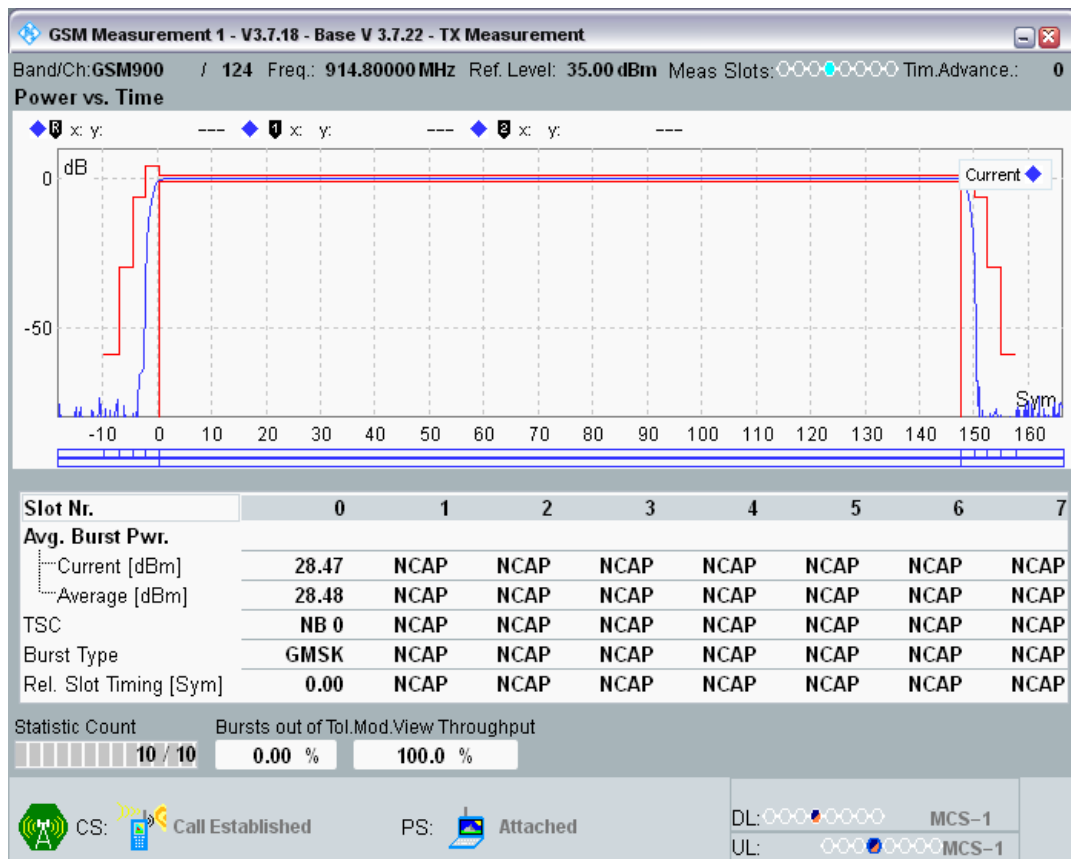 GSM Measurement 1 - V3.7.18 - Base V 3.7.22 - TX Measurement
Band/Ch:GSM900 / 124 Freq.: 914.80000 MHz Ref. Level: 35.00 dBm Meas Slots: Tim.Advance.: 0
Power vs. Time
R x: y: --- 1 x: y: --- 2 x: y: ---
dB
Current
0
-50
Sym
-10 0 10 20 30 40 50 60 70 80 90 100 110 120 130 140 150 160
Slot Nr. 0 1 2 3 4 5 6 7
Avg. Burst Pwr.
Current [dBm] 28.47 NCAP NCAP NCAP NCAP NCAP NCAP NCAP
Average [dBm] 28.48 NCAP NCAP NCAP NCAP NCAP NCAP NCAP
TSC NB 0 NCAP NCAP NCAP NCAP NCAP NCAP NCAP
Burst Type GMSK NCAP NCAP NCAP NCAP NCAP NCAP NCAP
Rel. Slot Timing [Sym] 0.00 NCAP NCAP NCAP NCAP NCAP NCAP NCAP
Statistic Count Bursts out of Tol.Mod.View Throughput
10 / 10 0.00 % 100.0 %
CS: Call Established PS: Attached
DL: MCS-1
UL: MCS-1